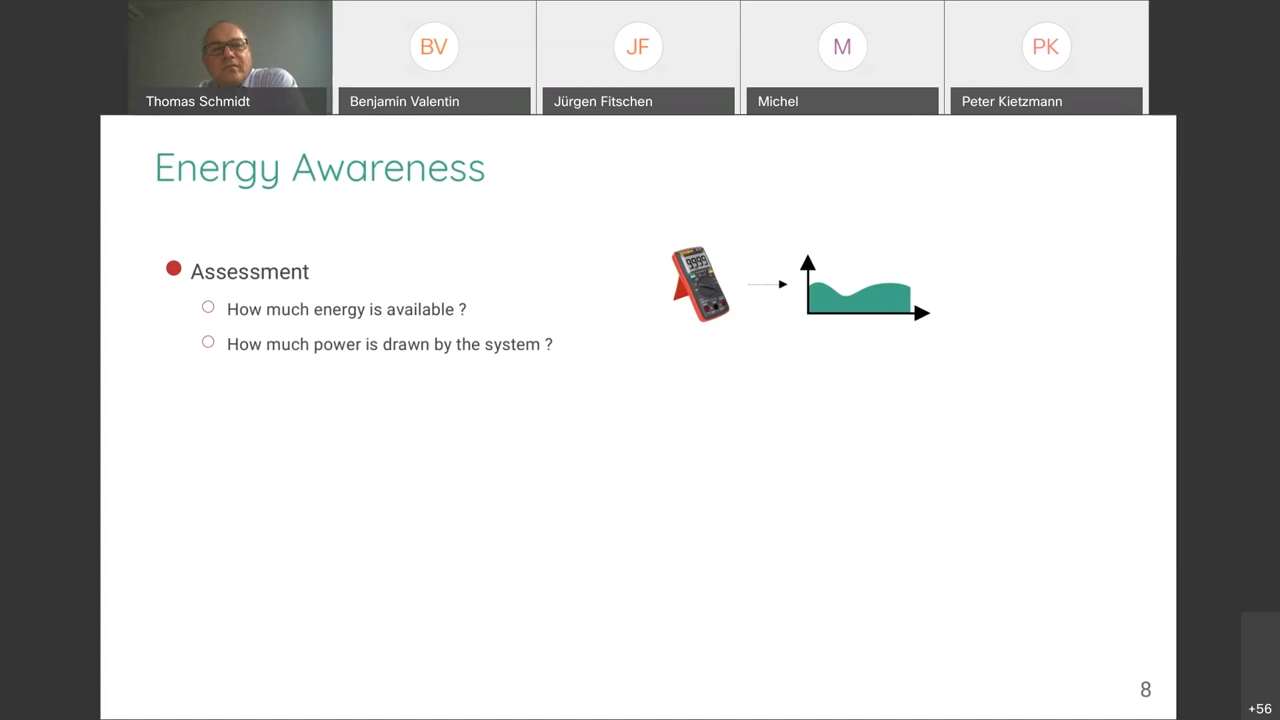 BV
JF
M
PK
Thomas Schmidt
Benjamin Valentin
Jürgen Fitschen
Michel
Peter Kietzmann
Energy Awareness
Assessment
How much energy is available ?
How much power is drawn by the system ?
9999
8
+56